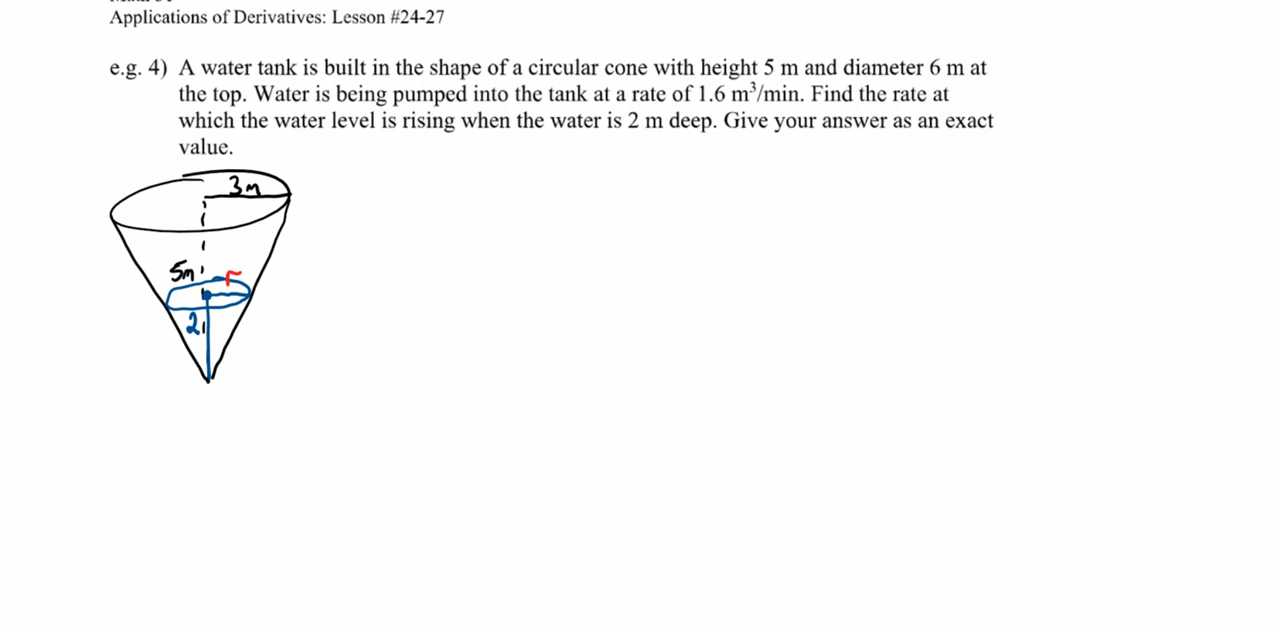 Applications of Derivatives: Lesson #24-27
e.g. 4) A water tank is built in the shape of a circular cone with height 5 m and diameter 6 m at
the top. Water is being pumped into the tank at a rate of 1.6 m³/min. Find the rate at
which the water level is rising when the water is 2 m deep. Give your answer as an exact
value.
3m
5m
r
2